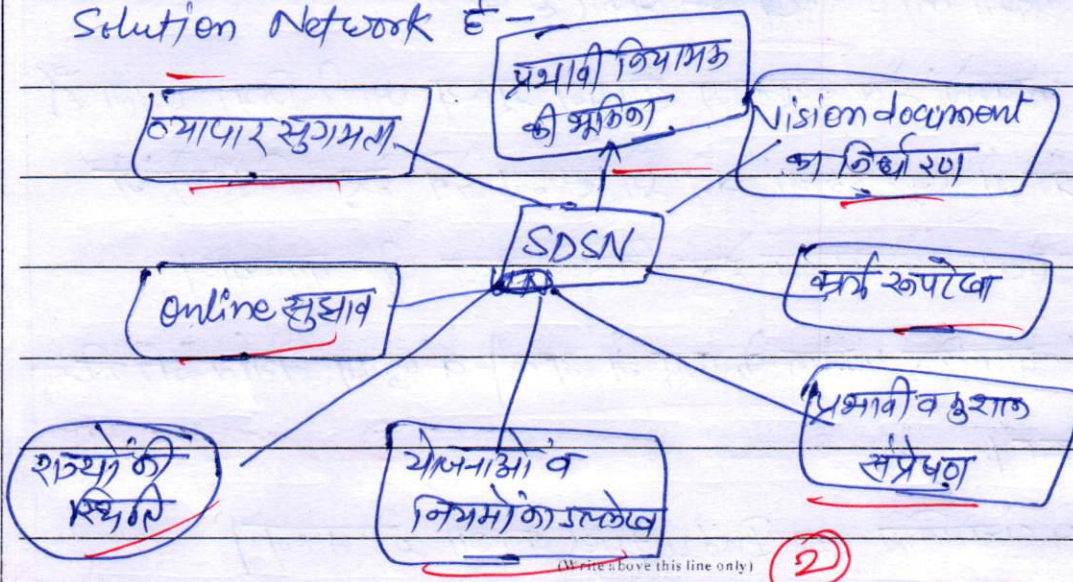 Solution Network है -
प्रभावी नियामक
की भूमिका
व्यापार सुगमता
Vision document
का निर्धारण
SDSN
कार्य रूपरेखा
Online सुझाव
प्रभावी व कुशल
संप्रेषण
राज्यों की
स्थिति
योजनाओं व
नियमों का उल्लेख
(Write above this line only)
2